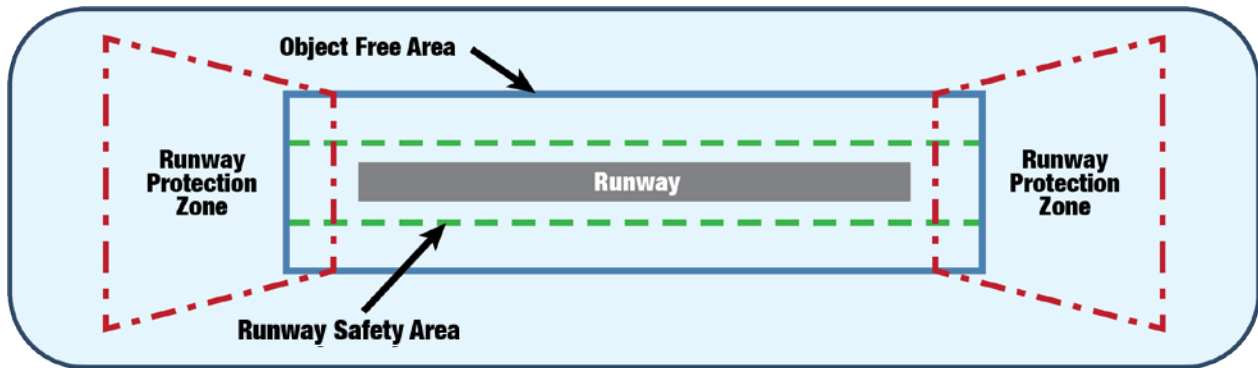 Object Free Area
Runway
Protection
Zone
Runway
Runway
Protection
Zone
Runway Safety Area